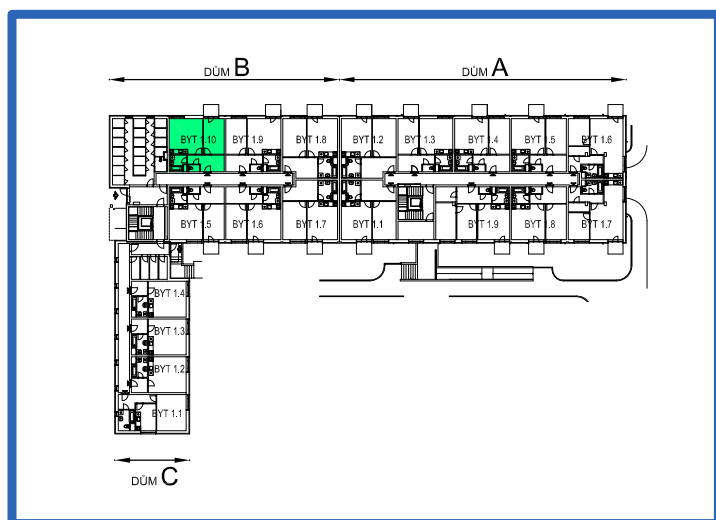 DŮM B
DŮM A
BYT 1.10
BYT 1.9
BYT 1.8
BYT 1.2
BYT 1.3
BYT 1.4
BYT 1.5
BYT 1.6
BYT 1.5
BYT 1.6
BYT 1.7
BYT 1.1
BYT 1.9
BYT 1.8
BYT 1.7
BYT 1.4
BYT 1.3
BYT 1.2
BYT 1.1
DŮM C